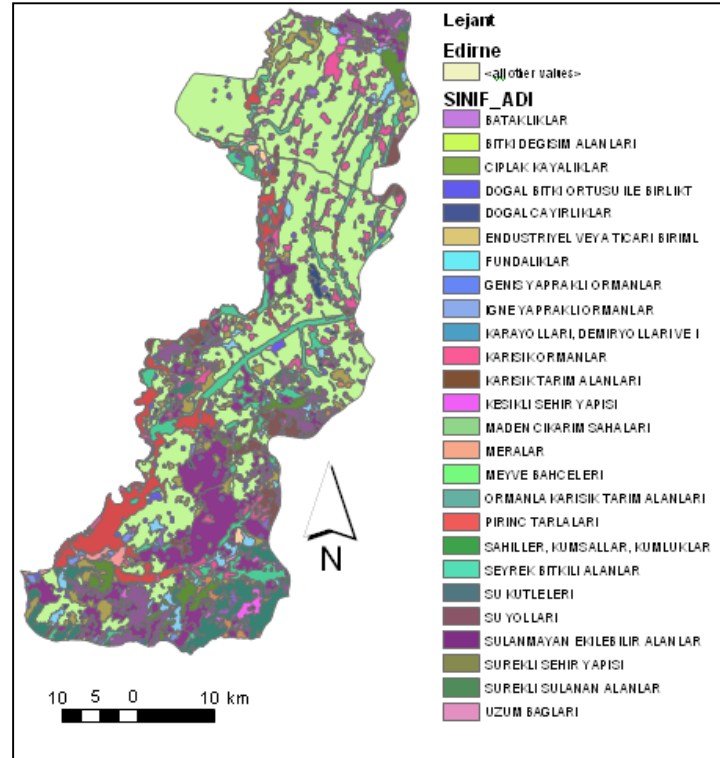 Lejant
Edirne
<all other values>
SINIF_ADI
BATAKLIKLAR
BITKI DEGISIM ALANLARI
CIPLAK KAYALIKLAR
DOGAL BITKI ORTUSU ILE BIRLIKT
DOGAL CAYIRLIKLAR
ENDUSTRIYEL VEYA TICARI BIRIML
FUNDALIKLAR
GENIS YAPRAKLI ORMANLAR
IGNE YAPRAKLI ORMANLAR
KARAYOLLARI, DEMIRYOLLARI VE I
KARISIK ORMANLAR
KARISIK TARIM ALANLARI
KESIKLI SEHIR YAPISI
MADEN CIKARIM SAHALARI
MERALAR
MEYVE BAHCELERI
ORMANLA KARISIK TARIM ALANLARI
PIRINC TARLALARI
SAHILLER, KUMSALLAR, KUMLUKLAR
SEYREK BITKILI ALANLAR
SU KUTLELERI
SU YOLLARI
SULANMAYAN EKILEBILIR ALANLAR
SUREKLI SEHIR YAPISI
SUREKLI SULANAN ALANLAR
UZUM BAGLARI
N
10 5 0 10 km